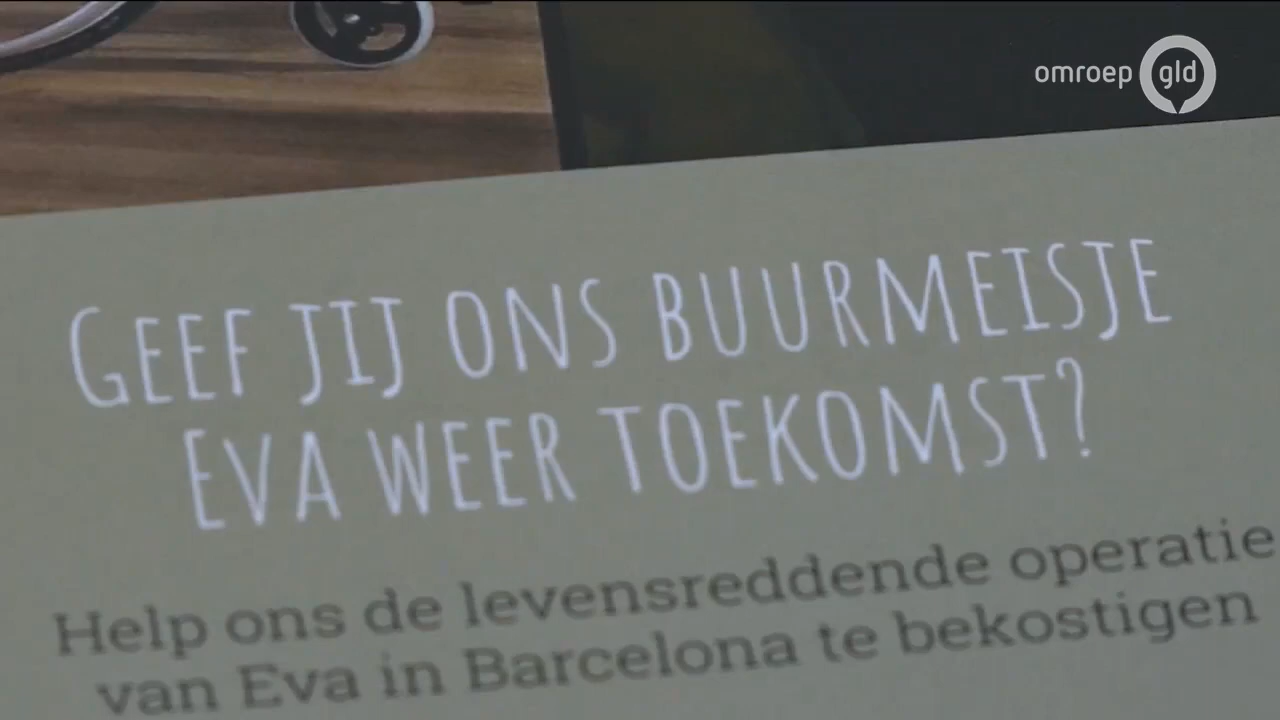 omroep gld
GEEF JIJ ONS BUURMEISJE
EVA WEER TOEKOMST?
Help ons de levensreddende operatie
van Eva in Barcelona te bekostigen